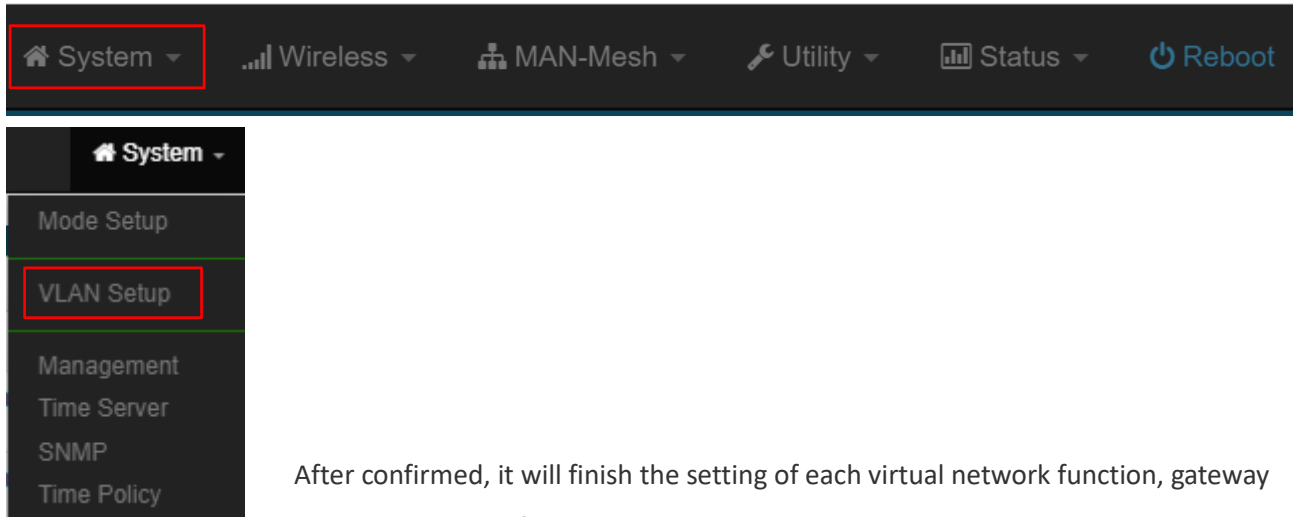 System Wireless MAN-Mesh Utility Status Reboot
System
Mode Setup
VLAN Setup
Management
Time Server
SNMP
Time Policy
After confirmed, it will finish the setting of each virtual network function, gateway